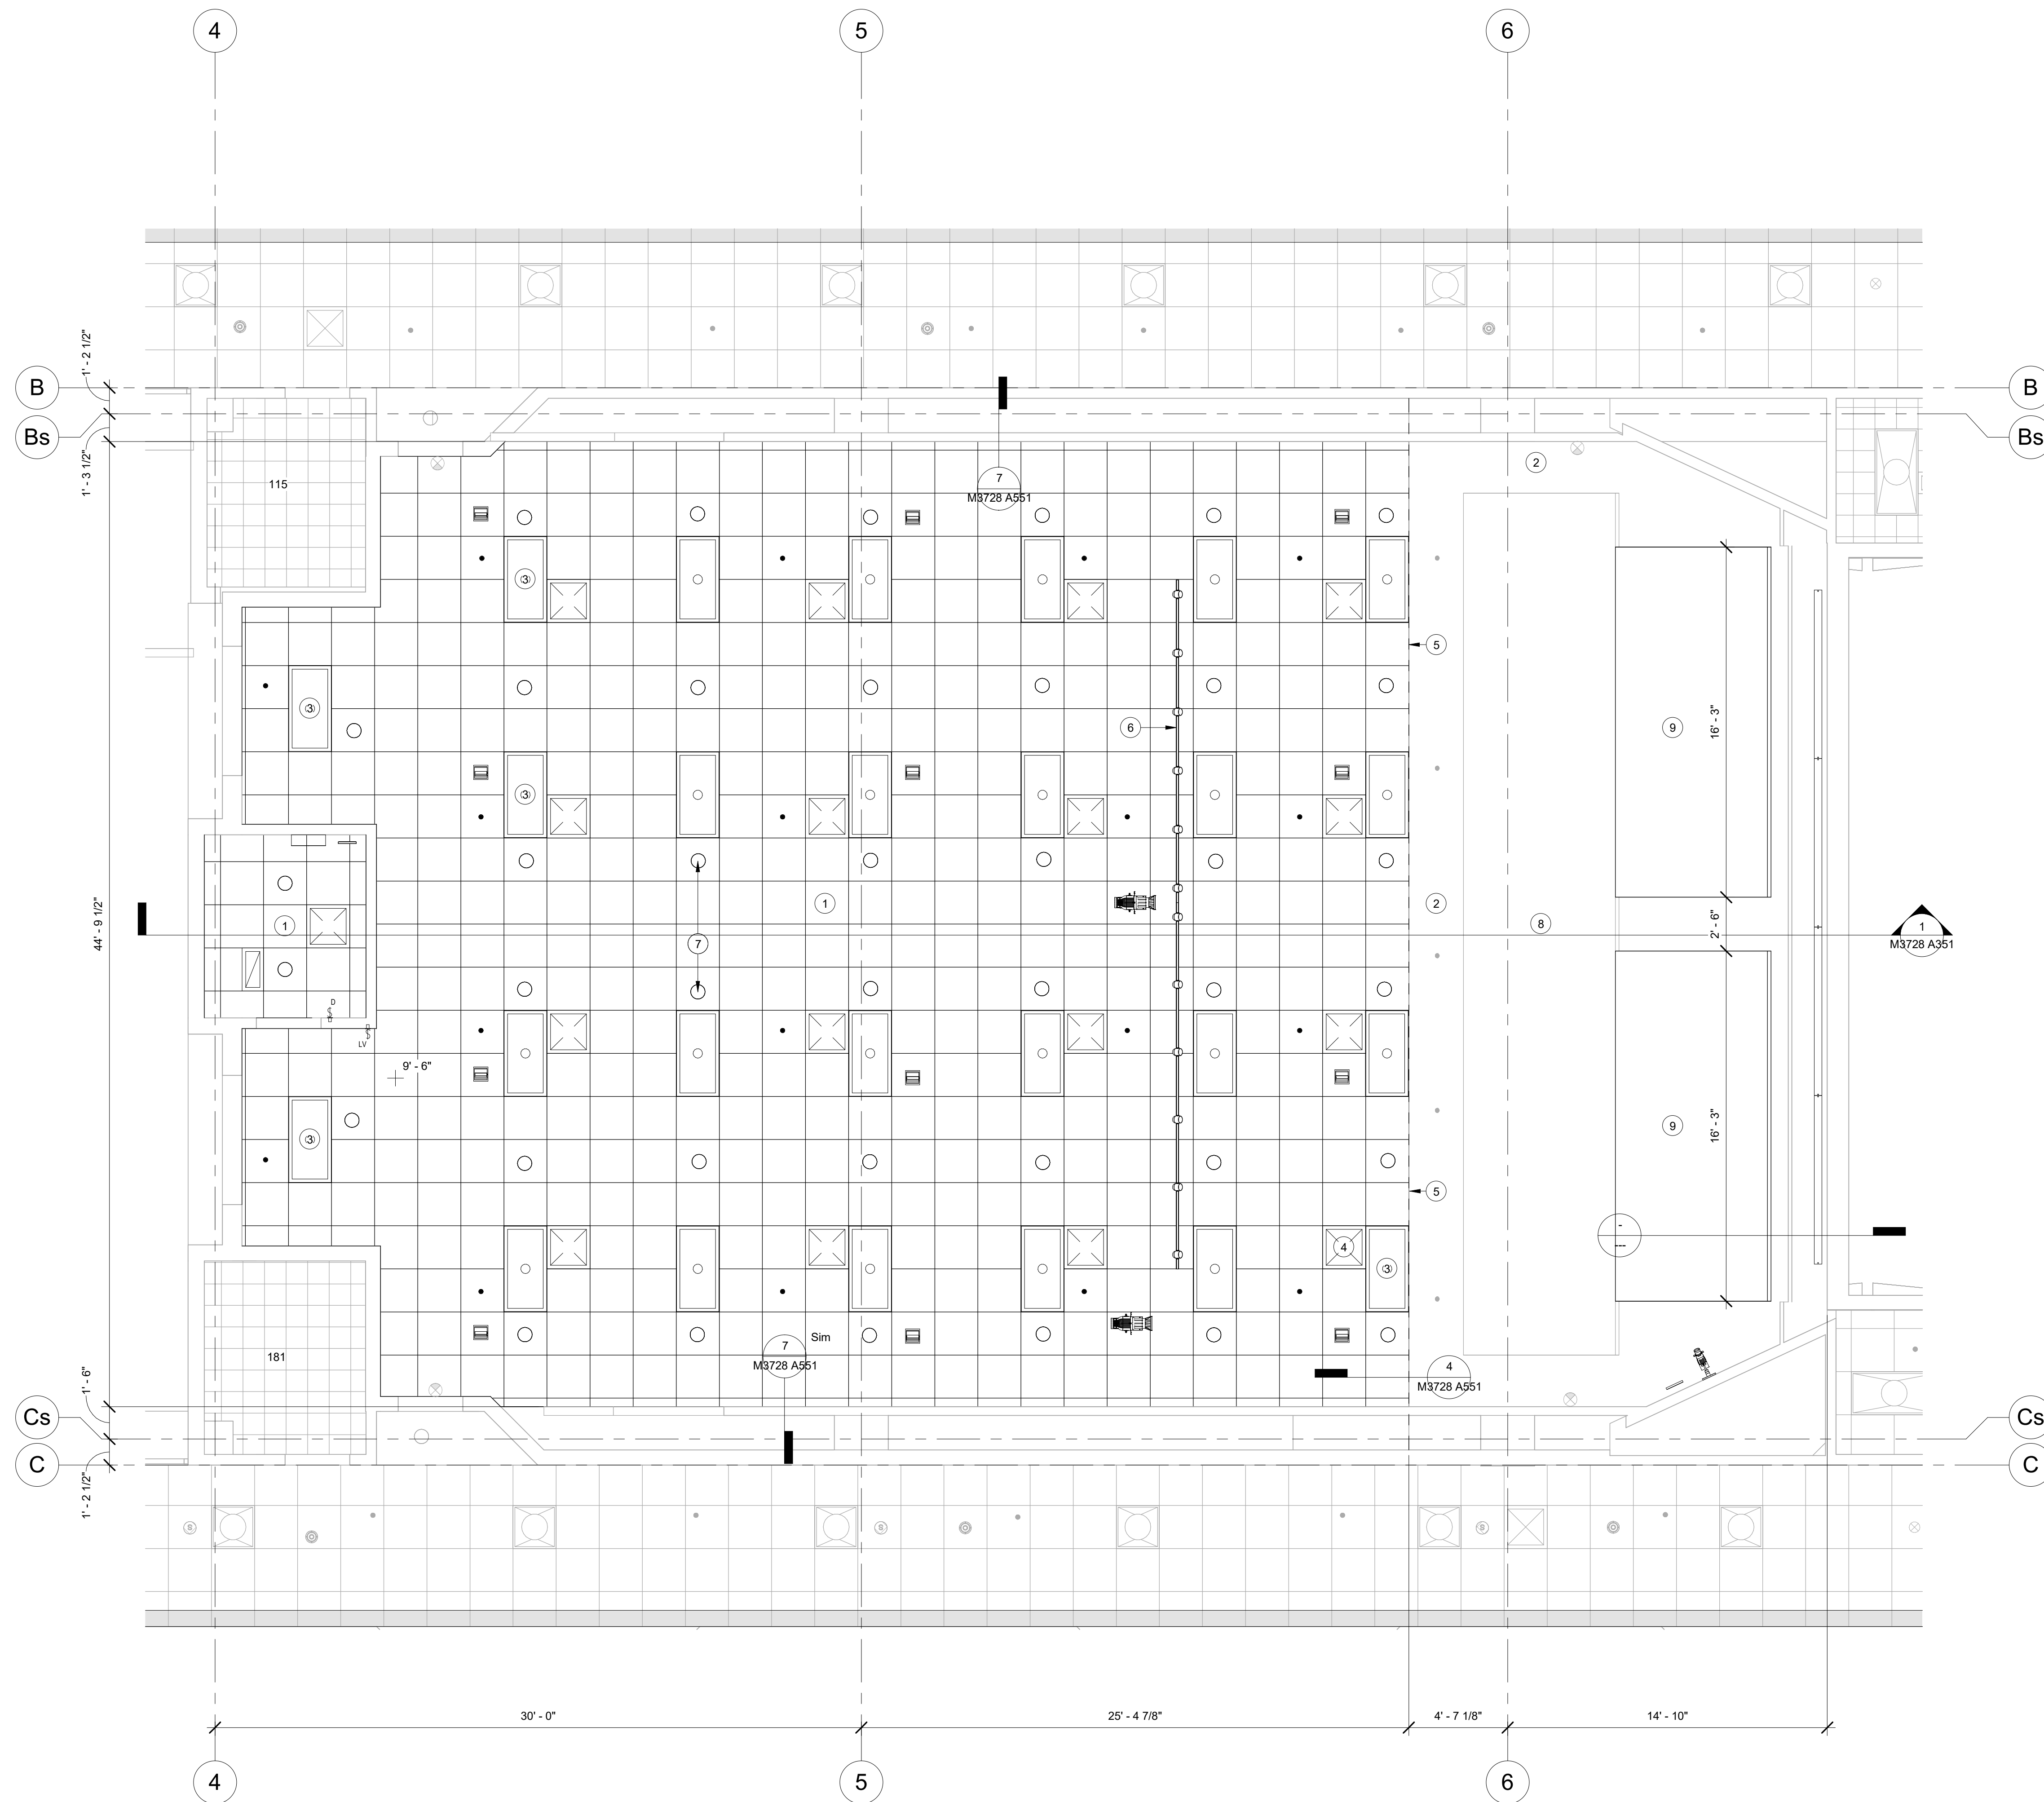 4
5
6
1' - 2 1/2"
B
B
Bs
Bs
1' - 3 1/2"
2
115
7
M3728 A551
3
5
3
6
9
16' - 3"
3
44' - 9 1/2"
1
1
2
8
2' - 6"
1
M3728 A351
7
D
LV
9' - 6"
3
9
16' - 3"
5
-
---
4
3
181
7
Sim
M3728 A551
4
M3728 A551
1' - 6"
Cs
Cs
C
C
1' - 2 1/2"
S
S
S
30' - 0"
25' - 4 7/8"
4' - 7 1/8"
14' - 10"
4
5
6